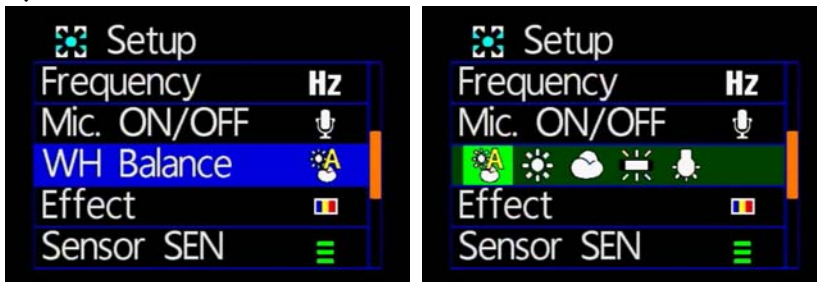 Setup
Frequency Hz
Mic. ON/OFF
WH Balance A
Effect
Sensor SEN
Setup
Frequency Hz
Mic. ON/OFF
A
Effect
Sensor SEN